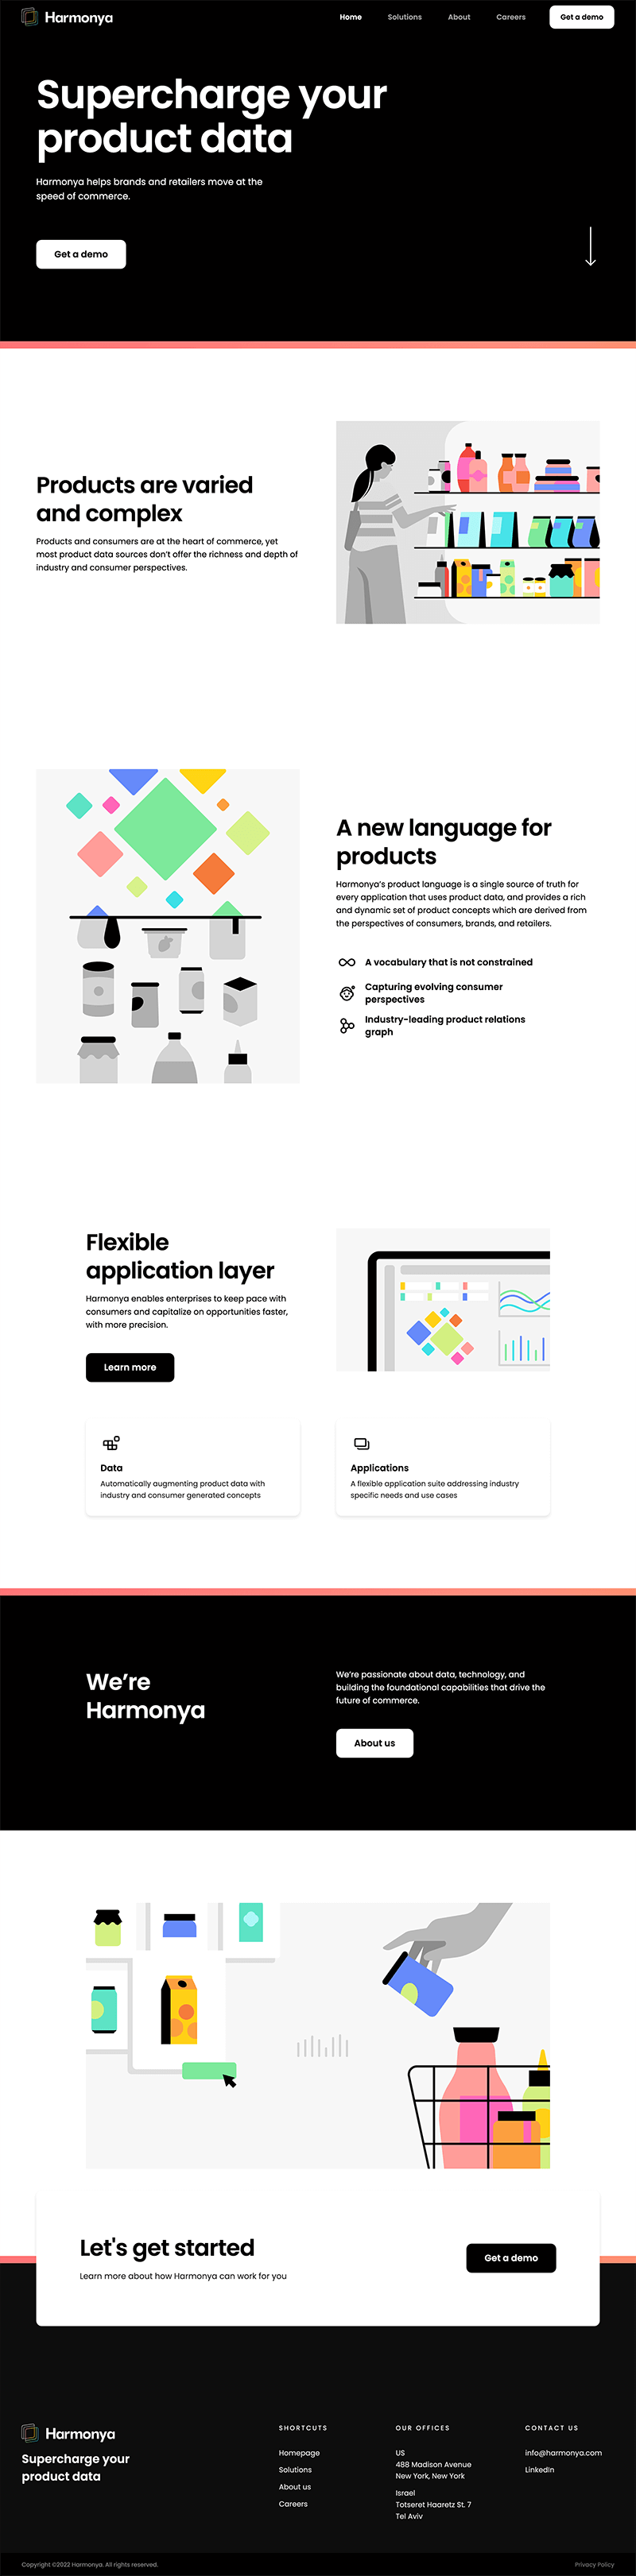 Harmonya
Home
Solutions
About
Careers
Get a demo
Supercharge your
product data
Harmonya helps brands and retailers move at the
speed of commerce.
Get a demo
Products are varied
and complex
Products and consumers are at the heart of commerce, yet
most product data sources don't offer the richness and depth of
industry and consumer perspectives.
A new language for
products
Harmonya's product language is a single source of truth for
every application that uses product data, and provides a rich
and dynamic set of product concepts which are derived from
the perspectives of consumers, brands, and retailers.
A vocabulary that is not constrained
Capturing evolving consumer
perspectives
Industry-leading product relations
graph
Flexible
application layer
Harmonya enables enterprises to keep pace with
consumers and capitalize on opportunities faster,
with more precision.
Learn more
Data
Automatically augmenting product data with
industry and consumer generated concepts
Applications
A flexible application suite addressing industry
specific needs and use cases
We're
Harmonya
We're passionate about data, technology, and
building the foundational capabilities that drive the
future of commerce.
About us
Let's get started
Learn more about how Harmonya can work for you
Get a demo
Harmonya
Supercharge your
product data
SHORTCUTS
Homepage
Solutions
About us
Careers
OUR OFFICES
US
488 Madison Avenue
New York, New York
Israel
Totseret Haaretz St. 7
Tel Aviv
CONTACT US
info@harmonya.com
LinkedIn
Copyright ©2022 Harmonya. All rights reserved.
Privacy Policy